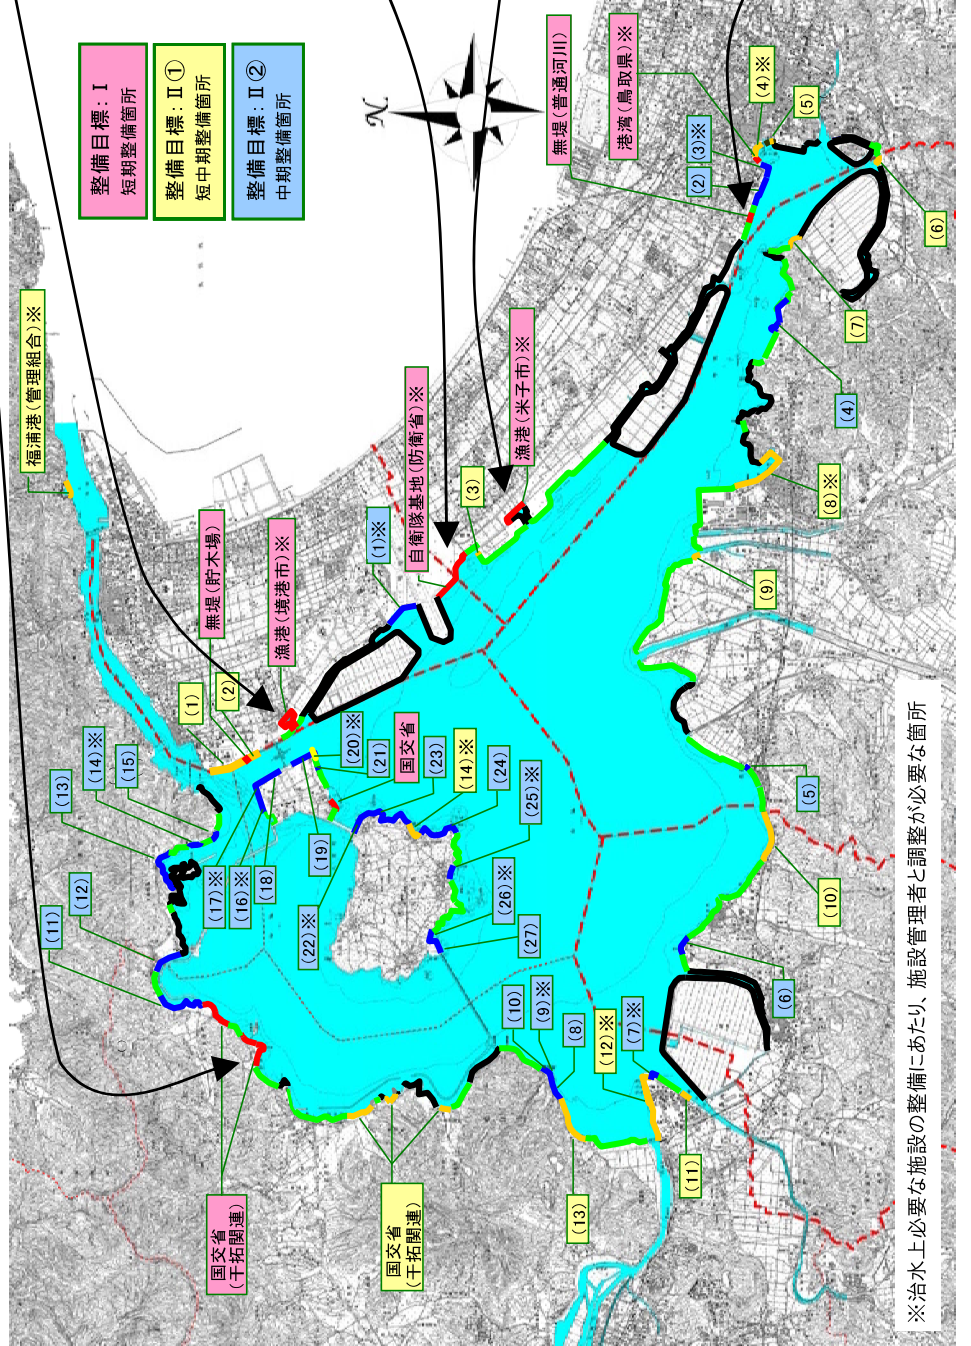 整備目標：Ⅰ
短期整備箇所
整備目標：Ⅱ①
短中期整備箇所
整備目標：Ⅱ②
中期整備箇所
N
福浦港(管理組合)※
無堤(貯木場)
漁港(境港市)※
自衛隊基地(防衛省)※
漁港(米子市)※
無堤(普通河川)
港湾(鳥取県)※
(1)
(2)
(1)※
(3)
(2)
(3)※
(4)※
(5)
(6)
(7)
(4)
(8)※
(9)
(5)
(10)
(6)
(7)※
(11)
(12)※
(8)
(9)※
(10)
(13)
国交省
(干拓関連)
国交省
(干拓関連)
(11)
(12)
(13)
(14)※
(15)
(17)※
(16)※
(18)
(19)
(20)※
(21)
国交省
(22)※
(23)
(14)※
(24)
(25)※
(26)※
(27)
※治水上必要な施設の整備にあたり、施設管理者と調整が必要な箇所